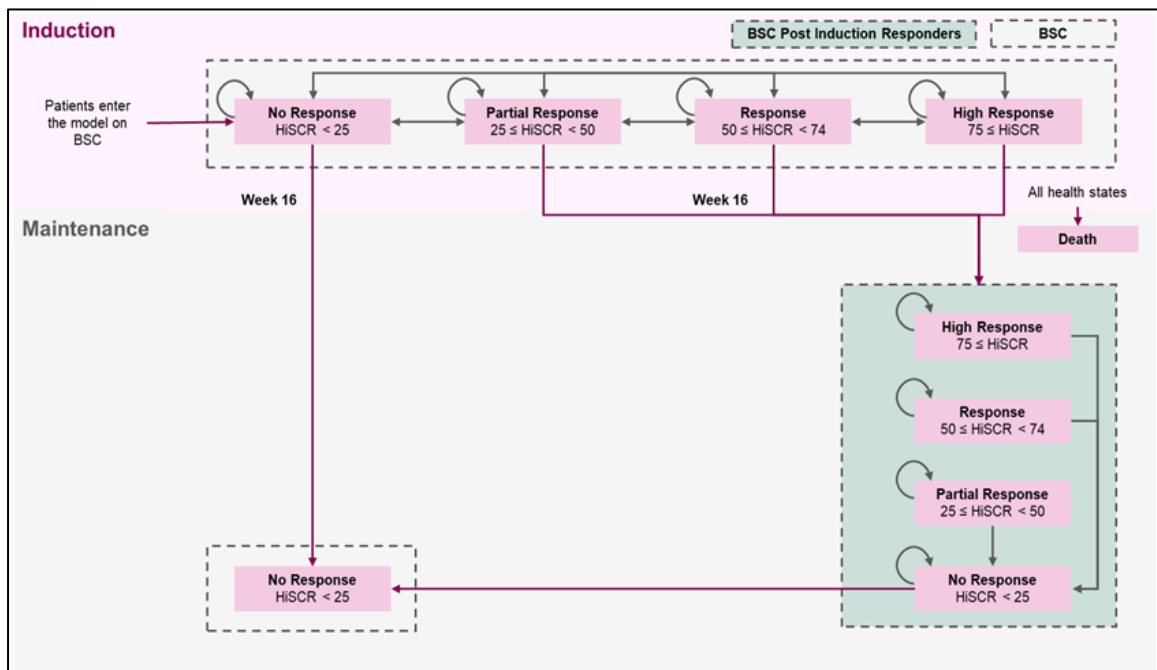 Induction
BSC Post Induction Responders
BSC
Patients enter
the model on
BSC
No Response
HiSCR < 25
Partial Response
25 ≤ HiSCR < 50
Response
50 ≤ HiSCR < 74
High Response
75 ≤ HiSCR
Week 16
Week 16
All health states
Death
Maintenance
High Response
75 ≤ HiSCR
Response
50 ≤ HiSCR < 74
Partial Response
25 ≤ HiSCR < 50
No Response
HiSCR < 25
No Response
HiSCR < 25